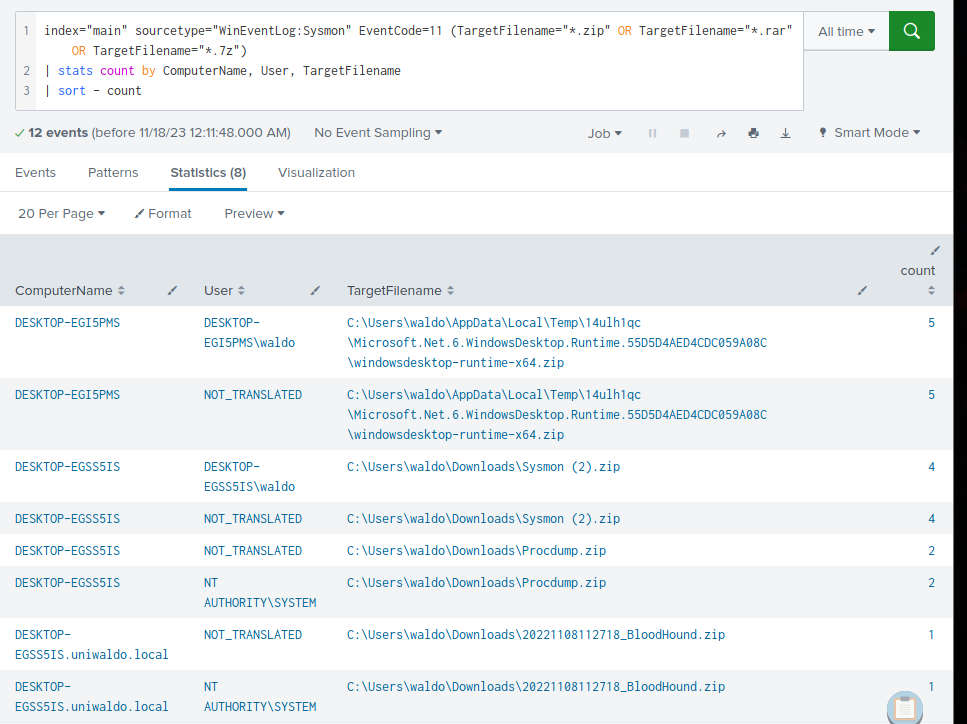 1 index="main" sourcetype="WinEventLog:Sysmon" EventCode=11 (TargetFilename="*.zip" OR TargetFilename="*.rar"
OR TargetFilename="*.7z")
2 | stats count by ComputerName, User, TargetFilename
3 | sort - count
All time
12 events (before 11/18/23 12:11:48.000 AM) No Event Sampling Job Smart Mode
Events Patterns Statistics (8) Visualization
20 Per Page Format Preview
ComputerName User TargetFilename count
DESKTOP-EGI5PMS DESKTOP- C:\Users\waldo\AppData\Local\Temp\14ulh1qc 5
EGI5PMS\waldo \Microsoft.Net.6.WindowsDesktop.Runtime.55D5D4AED4CDC059A08C
\windowsdesktop-runtime-x64.zip
DESKTOP-EGI5PMS NOT_TRANSLATED C:\Users\waldo\AppData\Local\Temp\14ulh1qc 5
\Microsoft.Net.6.WindowsDesktop.Runtime.55D5D4AED4CDC059A08C
\windowsdesktop-runtime-x64.zip
DESKTOP-EGSS5IS DESKTOP- C:\Users\waldo\Downloads\Sysmon (2).zip 4
EGSS5IS\waldo
DESKTOP-EGSS5IS NOT_TRANSLATED C:\Users\waldo\Downloads\Sysmon (2).zip 4
DESKTOP-EGSS5IS NOT_TRANSLATED C:\Users\waldo\Downloads\Procdump.zip 2
DESKTOP-EGSS5IS NT C:\Users\waldo\Downloads\Procdump.zip 2
AUTHORITY\SYSTEM
DESKTOP- NOT_TRANSLATED C:\Users\waldo\Downloads\20221108112718_BloodHound.zip 1
EGSS5IS.uniwaldo.local
DESKTOP- NT C:\Users\waldo\Downloads\20221108112718_BloodHound.zip 1
EGSS5IS.uniwaldo.local AUTHORITY\SYSTEM